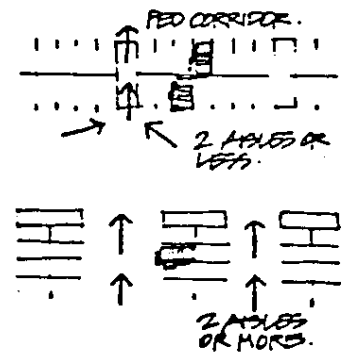 PED CORRIDOR.
2 AISLES OR
LESS.
2 AISLES
OR MORE.